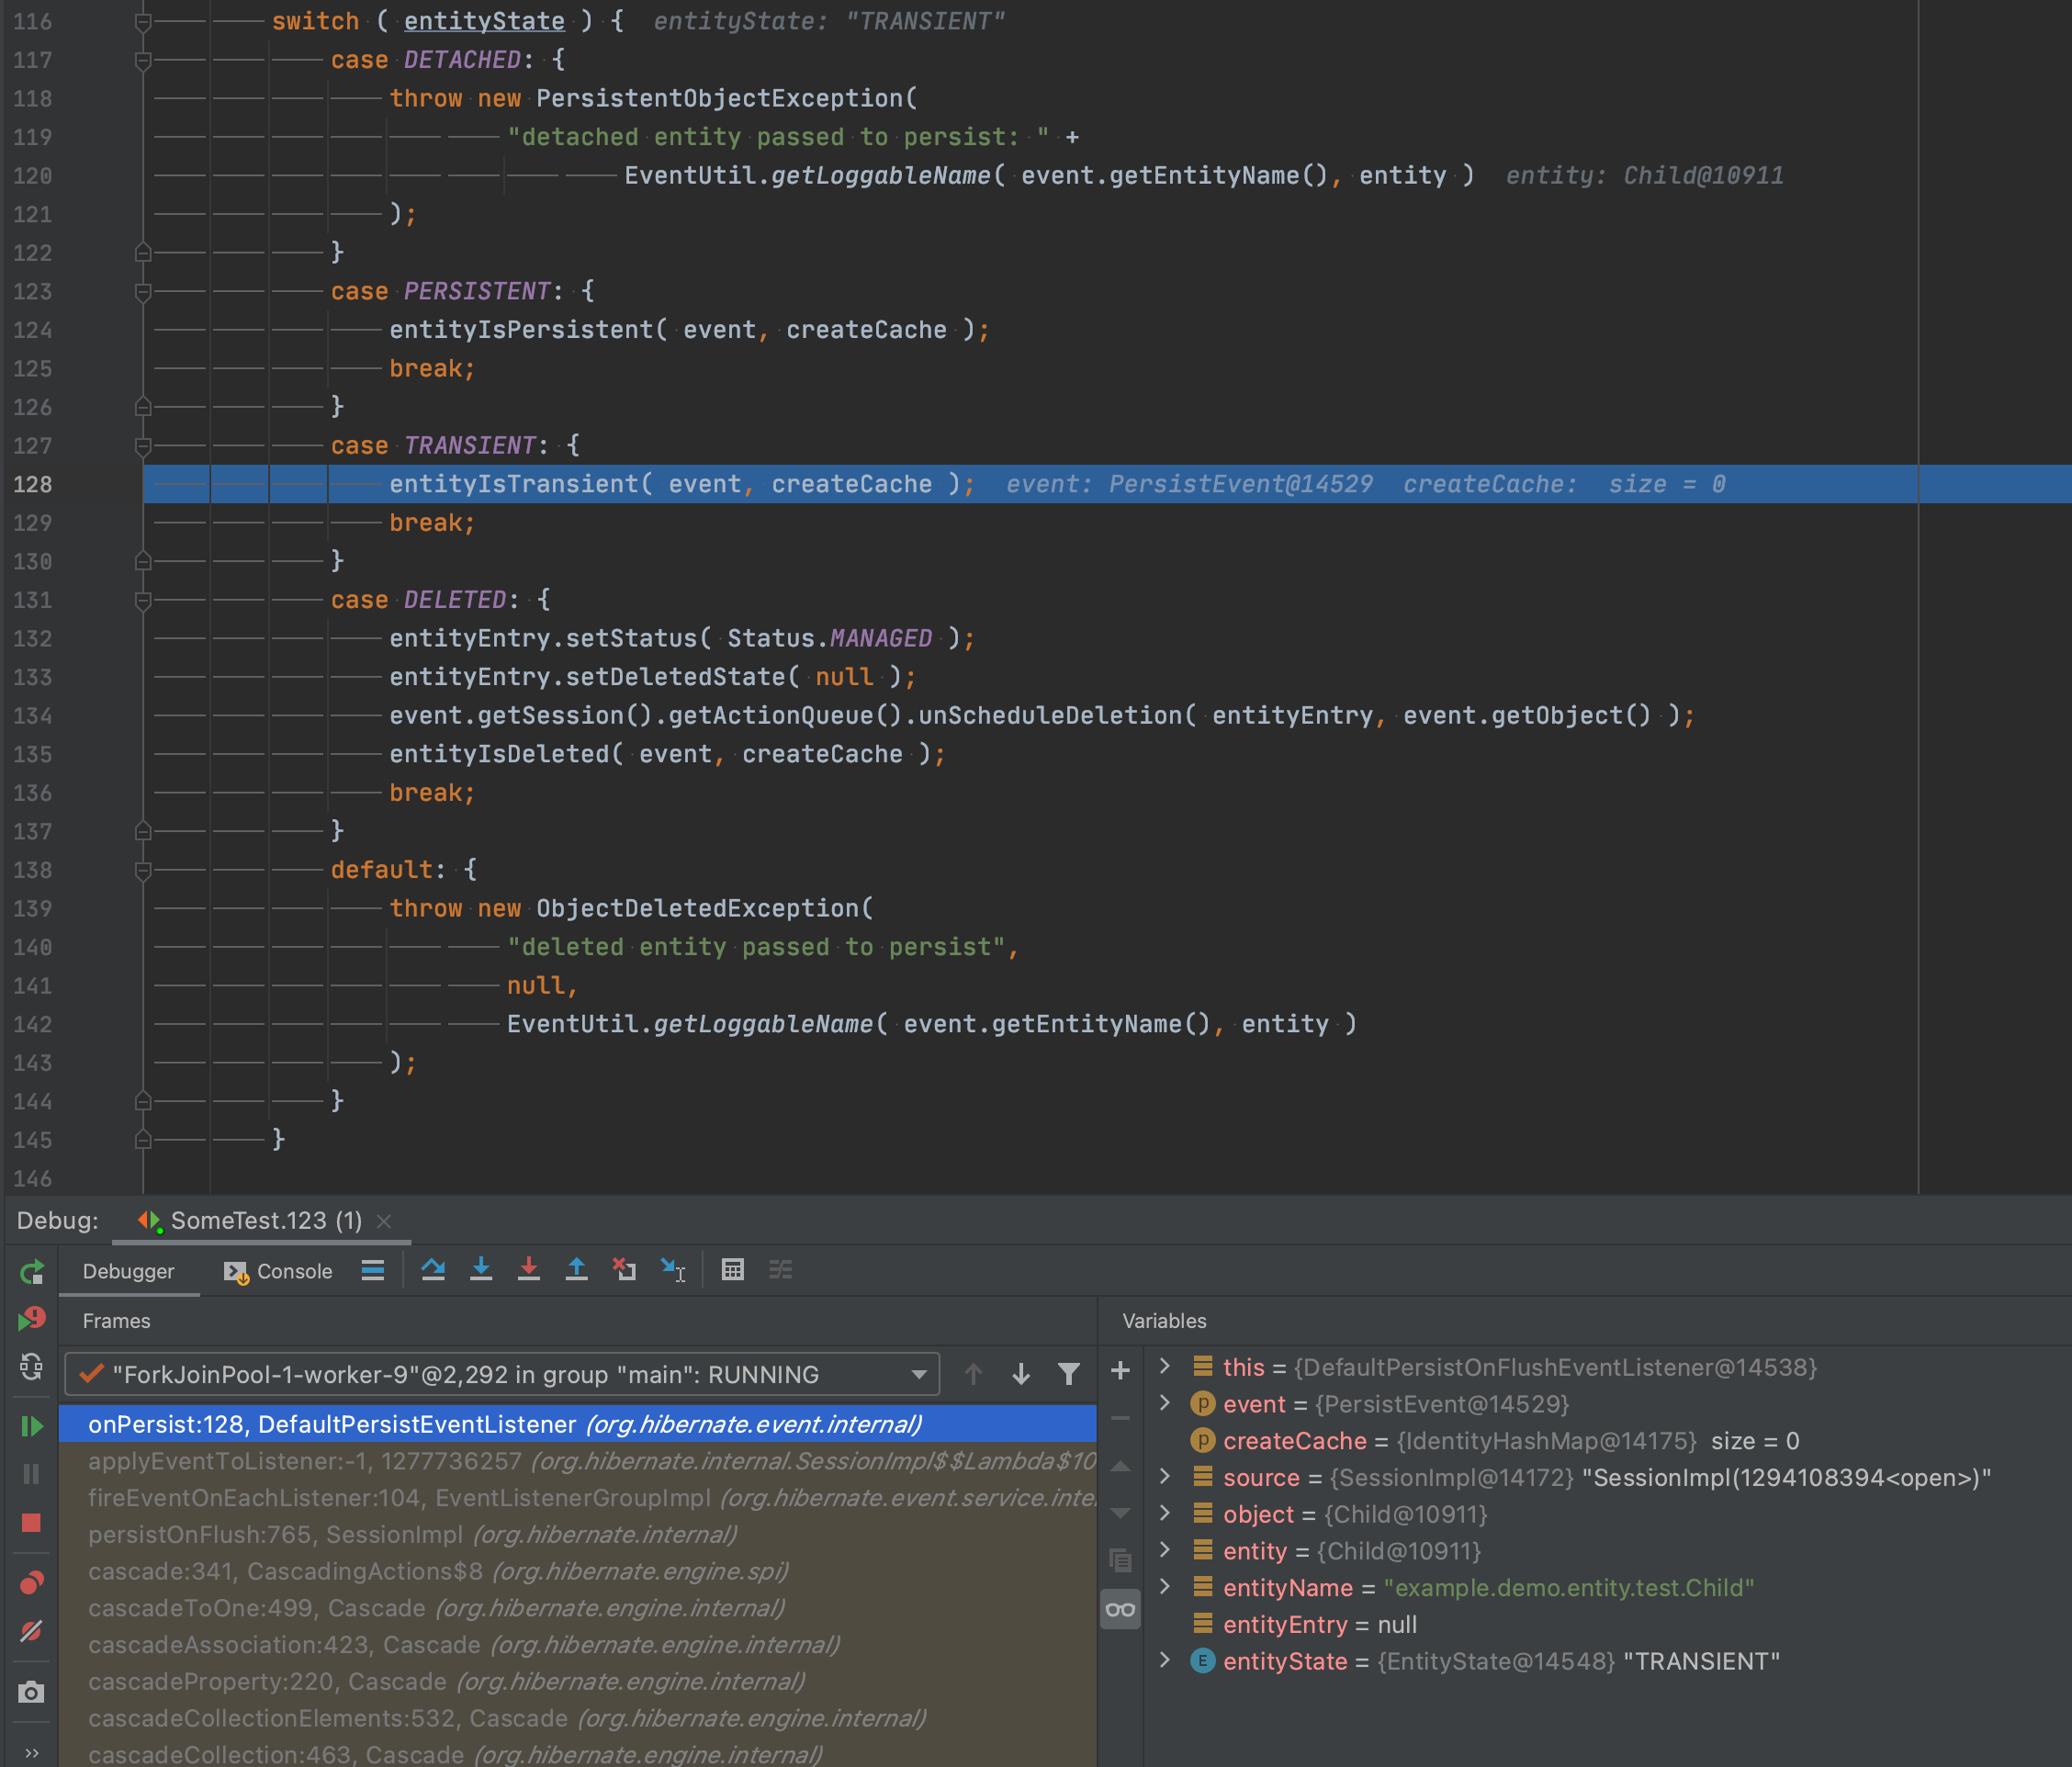 116 switch ( entityState ) { entityState: "TRANSIENT"
117 case DETACHED: {
118 throw new PersistentObjectException(
119 "detached entity passed to persist: " +
120 EventUtil.getLoggableName( event.getEntityName(), entity ) entity: Child@10911
121 );
122 }
123 case PERSISTENT: {
124 entityIsPersistent( event, createCache );
125 break;
126 }
127 case TRANSIENT: {
128 entityIsTransient( event, createCache ); event: PersistEvent@14529 createCache: size = 0
129 break;
130 }
131 case DELETED: {
132 entityEntry.setStatus( Status.MANAGED );
133 entityEntry.setDeletedState( null );
134 event.getSession().getActionQueue().unScheduleDeletion( entityEntry, event.getObject() );
135 entityIsDeleted( event, createCache );
136 break;
137 }
138 default: {
139 throw new ObjectDeletedException(
140 "deleted entity passed to persist",
141 null,
142 EventUtil.getLoggableName( event.getEntityName(), entity )
143 );
144 }
145 }
146
Debug: SomeTest.123 (1)
Debugger Console
Frames
"ForkJoinPool-1-worker-9"@2,292 in group "main": RUNNING
onPersist:128, DefaultPersistEventListener (org.hibernate.event.internal)
applyEventToListener:-1, 1277736257 (org.hibernate.internal.SessionImpl$$Lambda$10
fireEventOnEachListener:104, EventListenerGroupImpl (org.hibernate.event.service.inte
persistOnFlush:765, SessionImpl (org.hibernate.internal)
cascade:341, CascadingActions$8 (org.hibernate.engine.spi)
cascadeToOne:499, Cascade (org.hibernate.engine.internal)
cascadeAssociation:423, Cascade (org.hibernate.engine.internal)
cascadeProperty:220, Cascade (org.hibernate.engine.internal)
cascadeCollectionElements:532, Cascade (org.hibernate.engine.internal)
cascadeCollection:463, Cascade (org.hibernate.engine.internal)
Variables
this = {DefaultPersistOnFlushEventListener@14538}
event = {PersistEvent@14529}
createCache = {IdentityHashMap@14175} size = 0
source = {SessionImpl@14172} "SessionImpl(1294108394<open>)"
object = {Child@10911}
entity = {Child@10911}
entityName = "example.demo.entity.test.Child"
entityEntry = null
entityState = {EntityState@14548} "TRANSIENT"